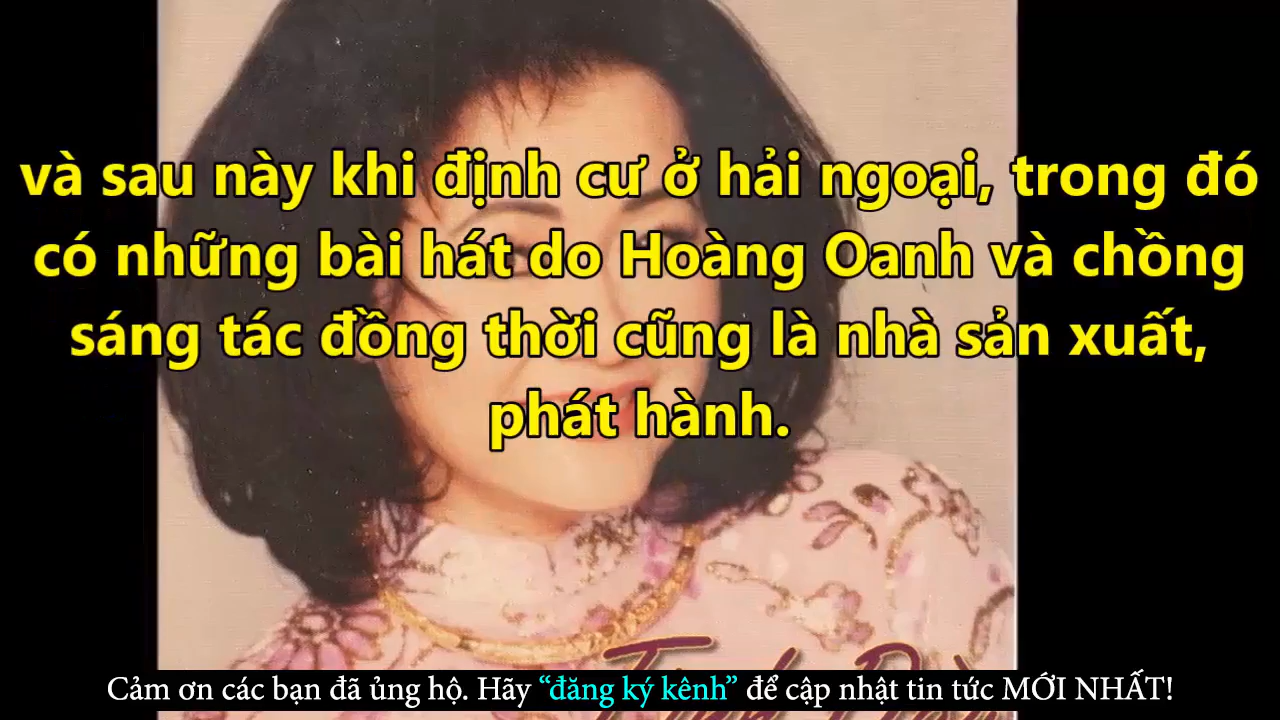 và sau này khi định cư ở hải ngoại, trong đó
có những bài hát do Hoàng Oanh và chồng
sáng tác đồng thời cũng là nhà sản xuất,
phát hành.
Cảm ơn các bạn đã ủng hộ. Hãy “đăng ký kênh” để cập nhật tin tức MỚI NHẤT!